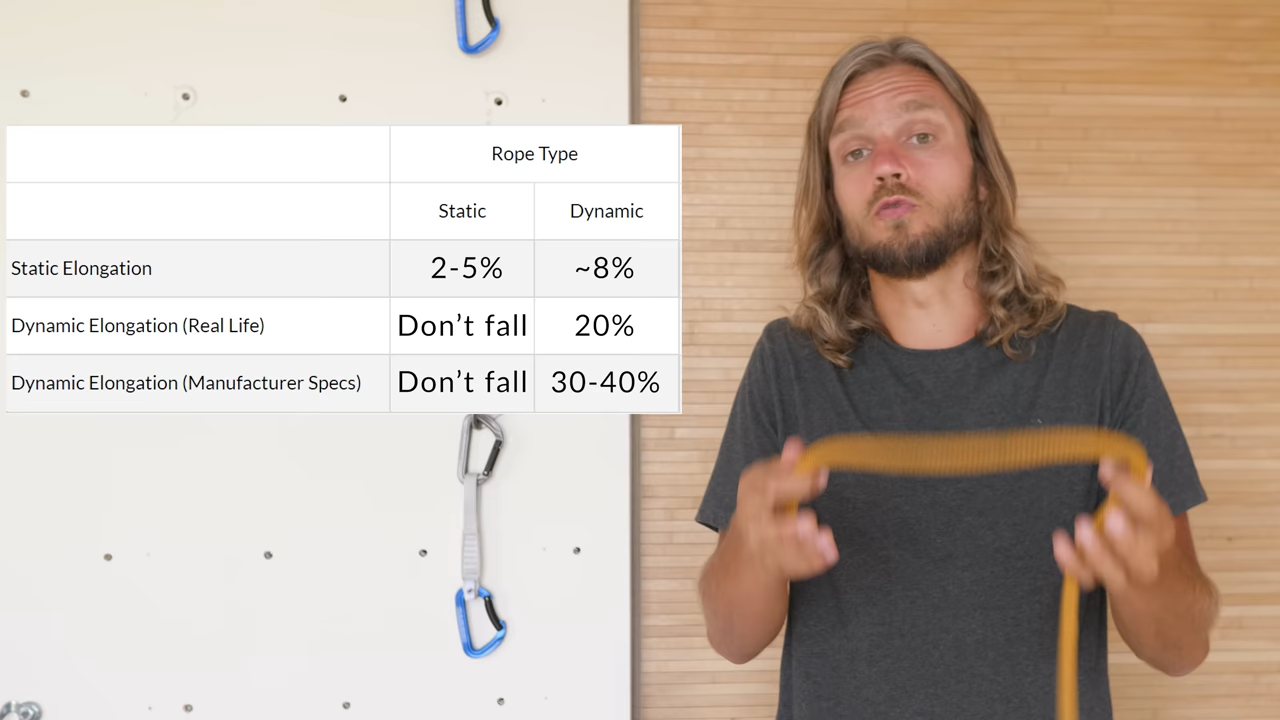 Rope Type
Static Dynamic
Static Elongation 2-5% ~8%
Dynamic Elongation (Real Life) Don't fall 20%
Dynamic Elongation (Manufacturer Specs) Don't fall 30-40%